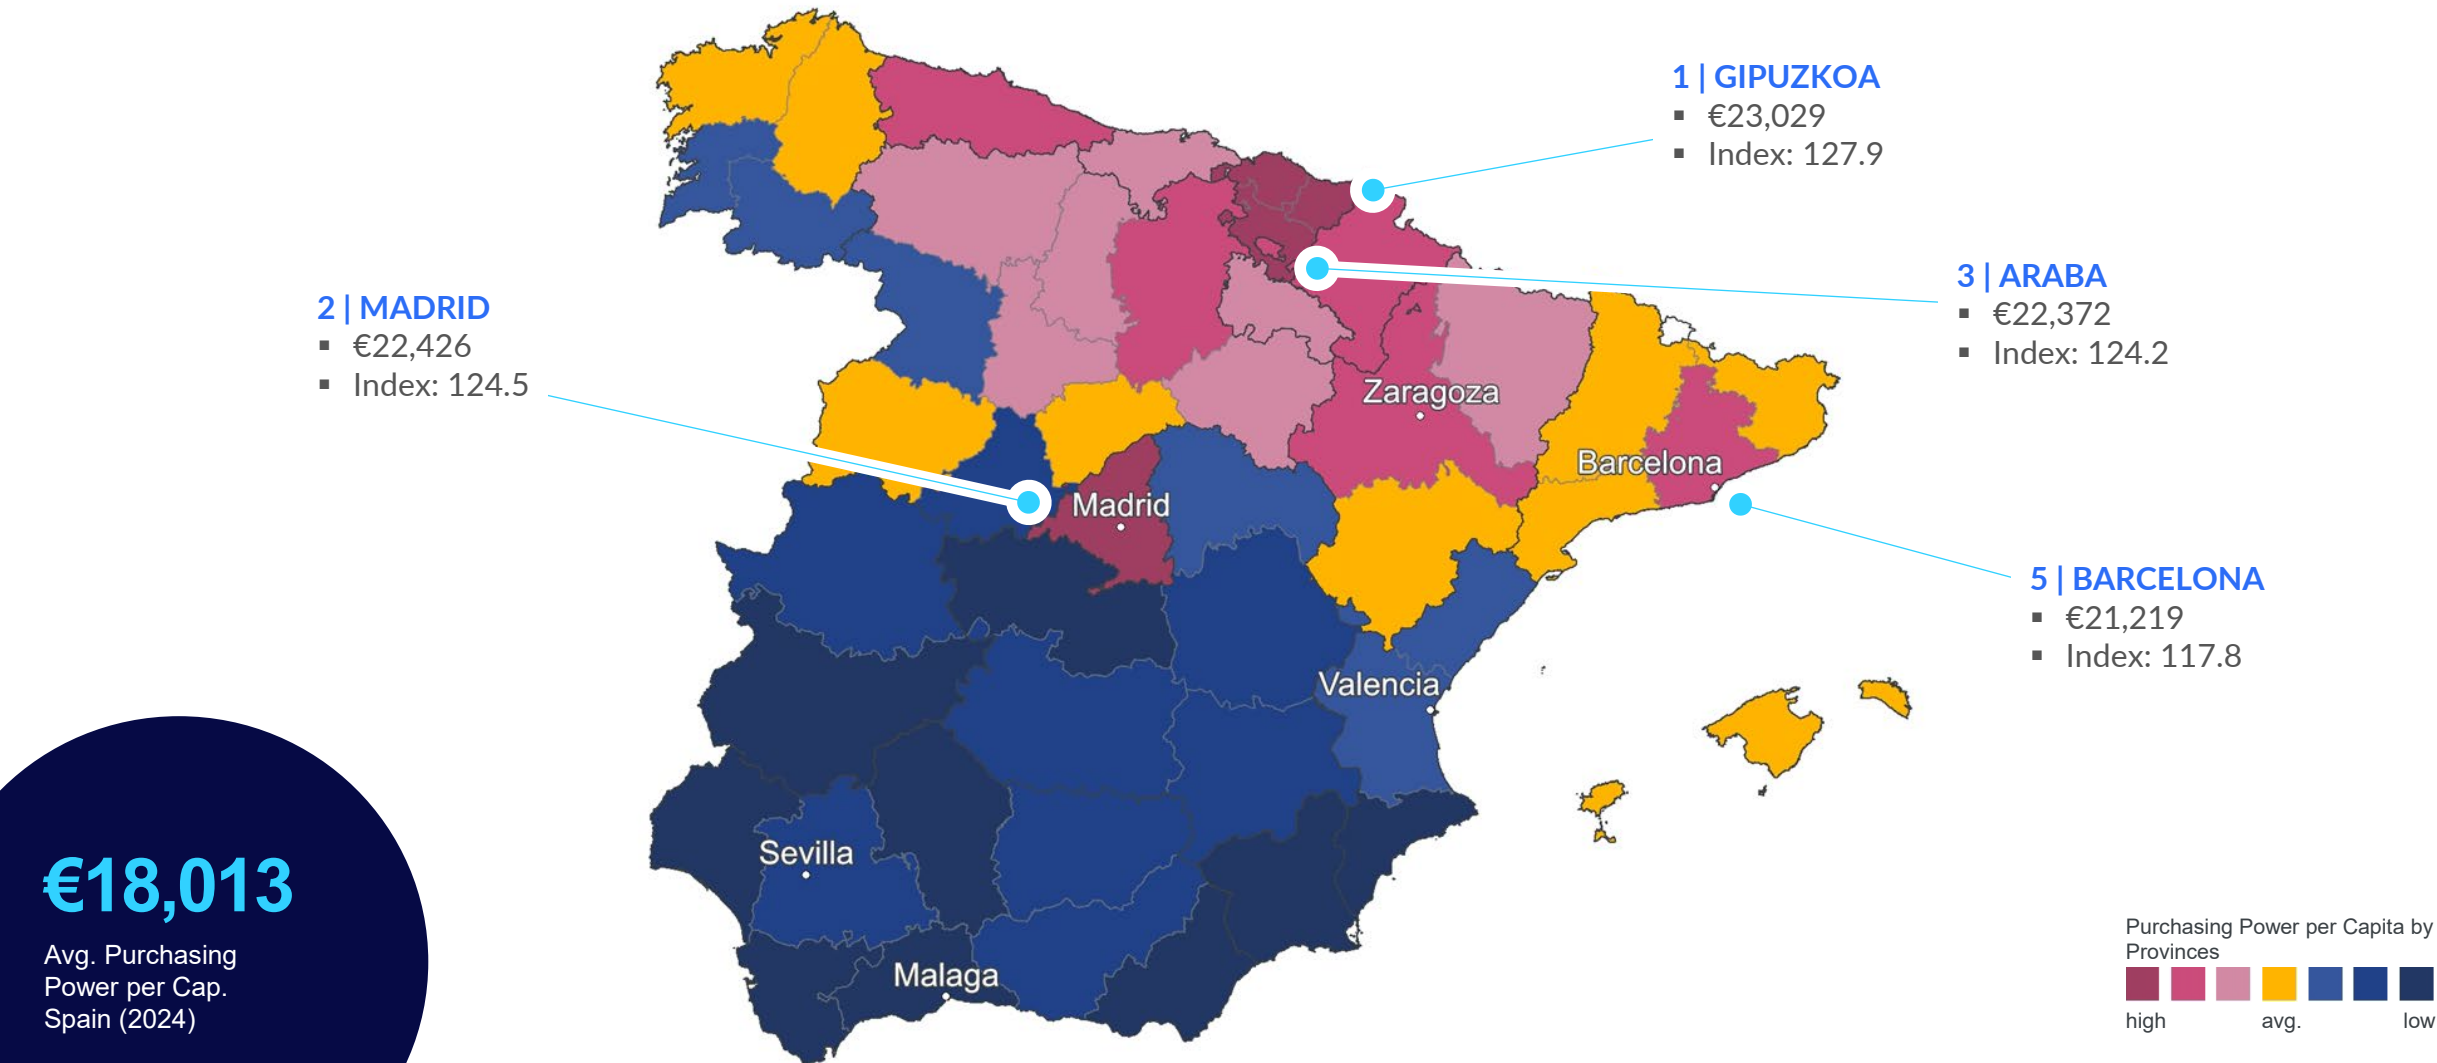 1 | GIPUZKOA
▪ €23,029
▪ Index: 127.9
2 | MADRID
▪ €22,426
▪ Index: 124.5
3 | ARABA
▪ €22,372
▪ Index: 124.2
5 | BARCELONA
▪ €21,219
▪ Index: 117.8
Zaragoza
Barcelona
Madrid
Valencia
Sevilla
Malaga
€18,013
Avg. Purchasing
Power per Cap.
Spain (2024)
Purchasing Power per Capita by
Provinces
high avg. low